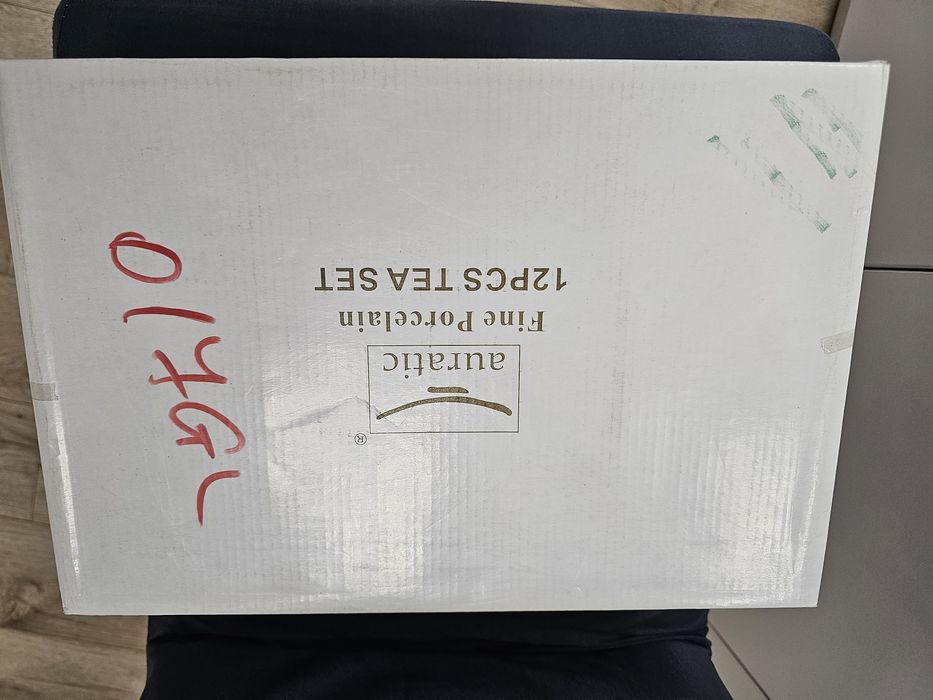 ®
auratic
Fine Porcelain
12PCS TEA SET